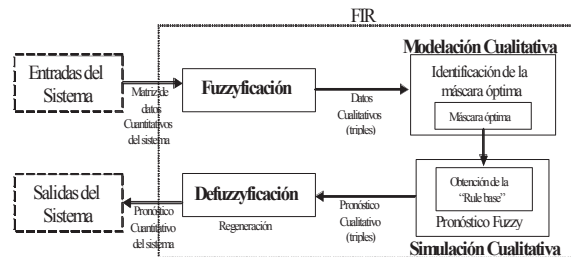 FIR
Modelación Cualitativa
Entradas del
Sistema
Matriz de
datos
Cuantitativos
del sistema
Fuzzyficación
Datos
Cualitativos
(triples)
Identificación de la
máscara óptima
Máscara óptima
Salidas del
Sistema
Pronóstico
Cuantitativo
del sistema
Defuzzyficación
Regeneración
Pronóstico
Cualitativo
(triples)
Obtención de la
“Rule base”
Pronóstico Fuzzy
Simulación Cualitativa